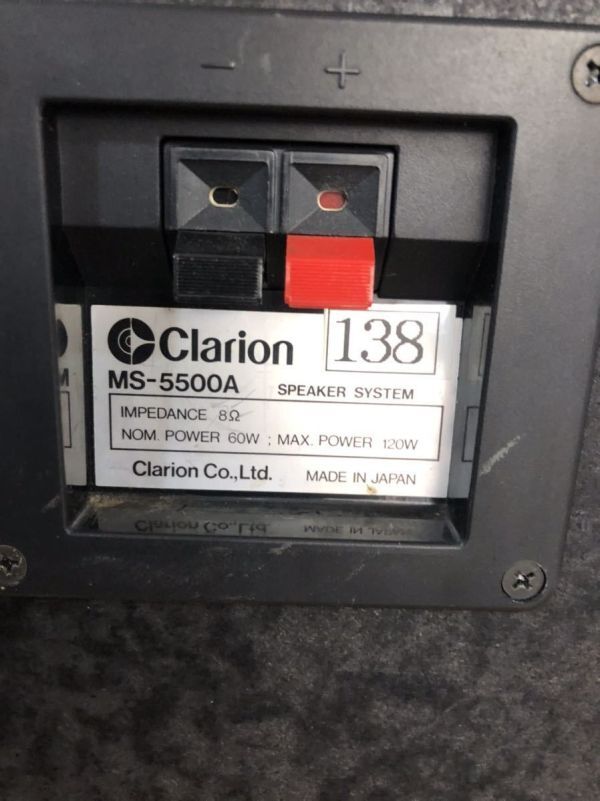 − +
Clarion 138
MS-5500A SPEAKER SYSTEM
IMPEDANCE 8Ω
NOM. POWER 60W ; MAX. POWER 120W
Clarion Co.,Ltd. MADE IN JAPAN